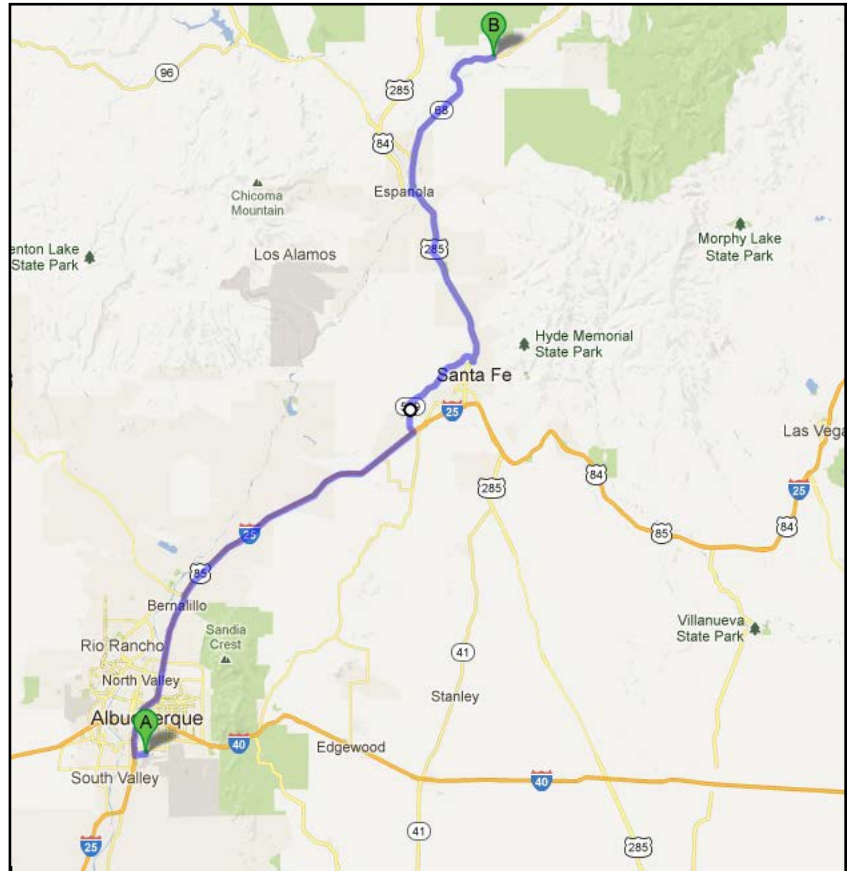 B
96
285
68
84
Espanola
Chicoma
Mountain
Morphy Lake
State Park
enton Lake
State Park
Los Alamos
285
Hyde Memorial
State Park
Santa Fe
25
Las Vega
285
84
25
84
85
25
85
Bernalillo
Villanueva
State Park
Sandia
Crest
Rio Rancho
41
North Valley
Stanley
Albuquerque
A
40
Edgewood
South Valley
40
41
25
285